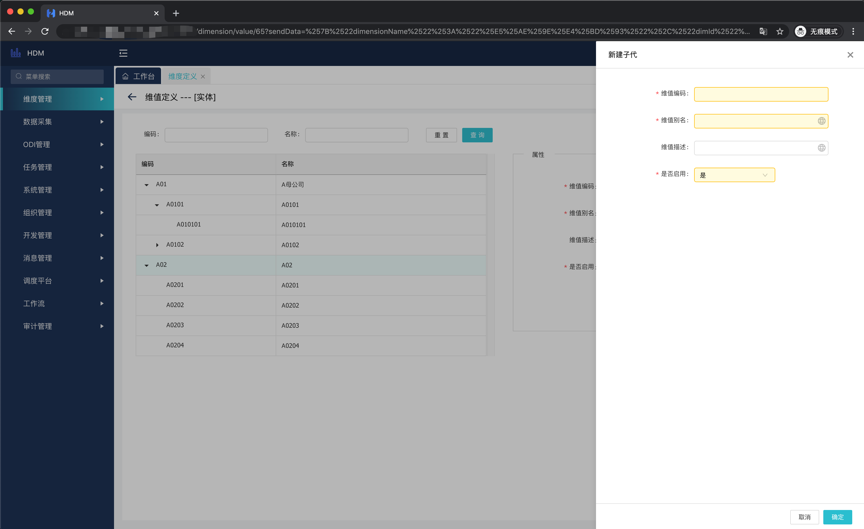 HDM
'dimension/value/65?sendData=%257B%2522dimensionName%2522%253A%2522%25E5%25AE%259E%25E4%25BD%2593%2522%252C%2522dimId%2522%...
无痕模式
HDM
菜单搜索
维度管理
数据采集
ODI管理
任务管理
系统管理
组织管理
开发管理
消息管理
调度平台
工作流
审计管理
工作台
维度定义
维值定义 --- [实体]
编码:
名称:
重 置
查 询
编码 名称
A01 A母公司
A0101 A0101
A010101 A010101
A0102 A0102
A02 A02
A0201 A0201
A0202 A0202
A0203 A0203
A0204 A0204
属性
* 维值编码:
* 维值别名:
维值描述:
* 是否启用:
新建子代
* 维值编码:
* 维值别名:
维值描述:
* 是否启用: 是
取消
确定